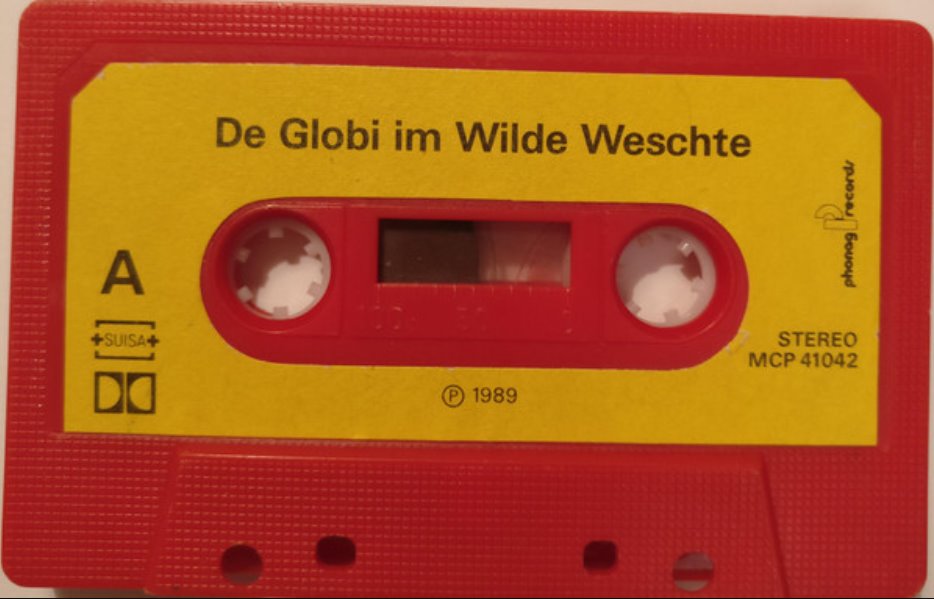 De Globi im Wilde Weschte
phonag records
A
+SUISA+
STEREO
MCP 41042
Ⓟ 1989